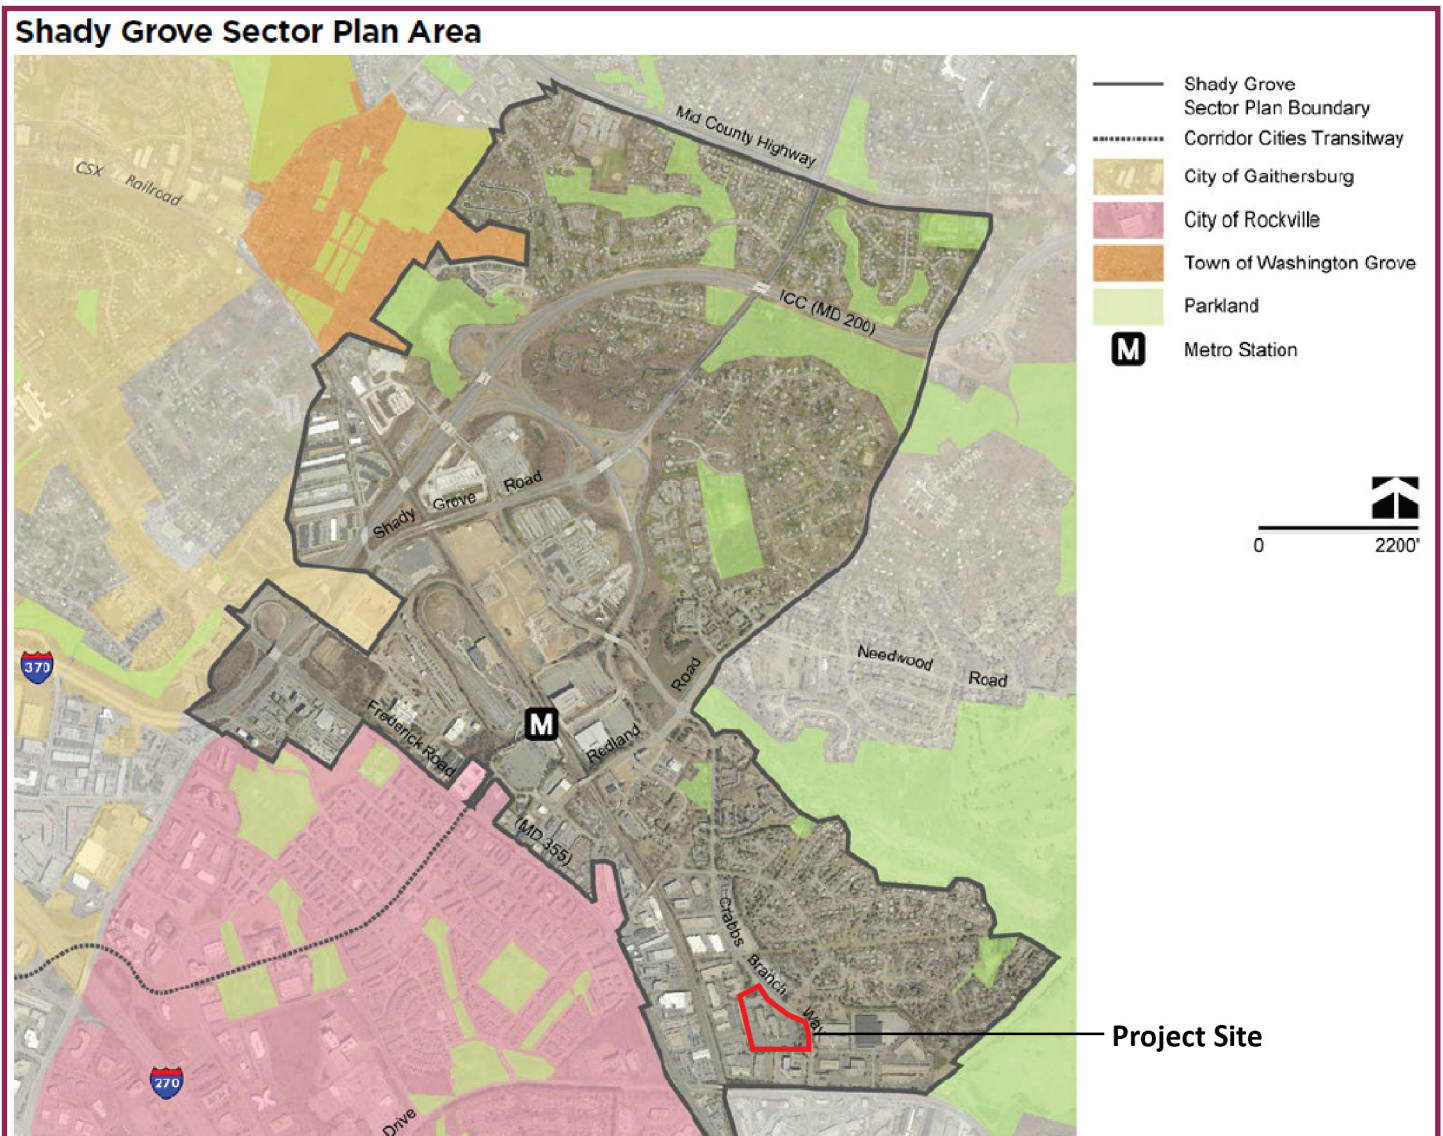 Shady Grove Sector Plan Area
Mid County Highway
CSX Railroad
ICC (MD 200)
Shady Grove Road
Needwood Road
370
Frederick Road
M
Redland Road
(MD 355)
Crabbs Branch Way
270
Drive
Project Site
Shady Grove
Sector Plan Boundary
Corridor Cities Transitway
City of Gaithersburg
City of Rockville
Town of Washington Grove
Parkland
M
Metro Station
0 2200'